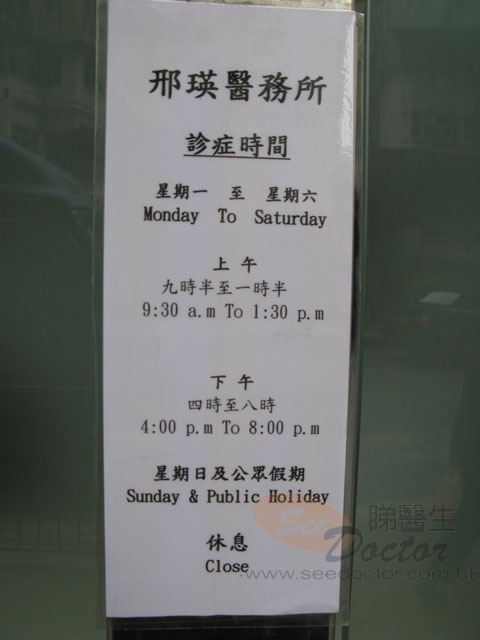 邢瑛醫務所
診症時間
星期一 至 星期六
Monday To Saturday
上 午
九時半至一時半
9:30 a.m To 1:30 p.m
下 午
四時至八時
4:00 p.m To 8:00 p.m
星期日及公眾假期
Sunday & Public Holiday
休息
Close
See 睇醫生
Doctor
www.seedoctor.com.hk